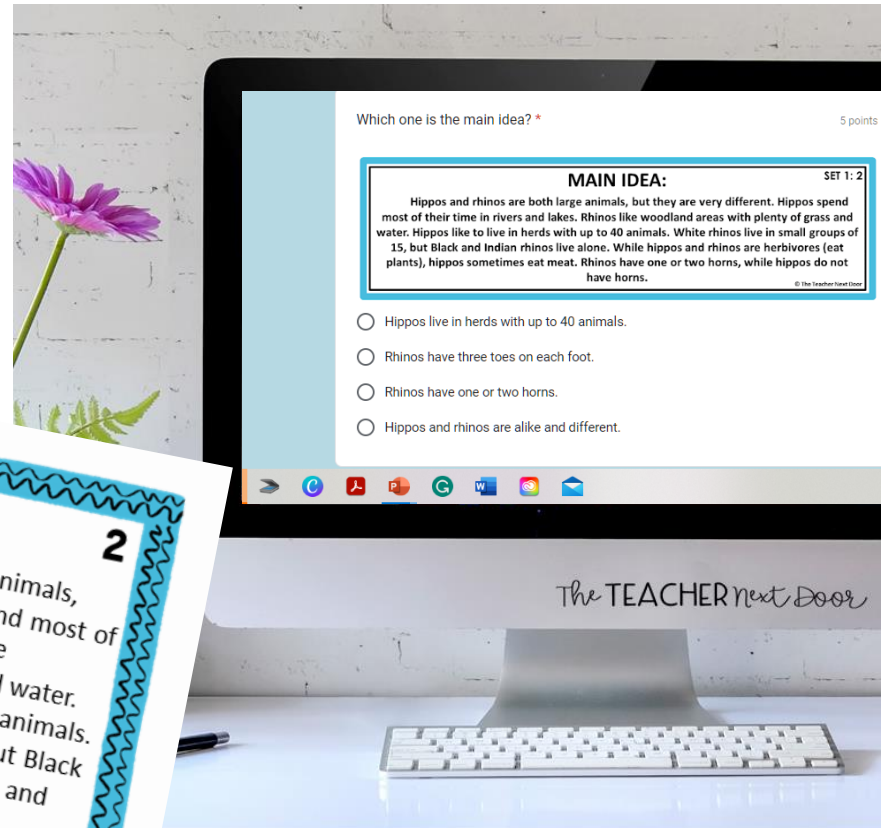 Which one is the main idea? *
5 points
MAIN IDEA:
SET 1: 2
Hippos and rhinos are both large animals, but they are very different. Hippos spend
most of their time in rivers and lakes. Rhinos like woodland areas with plenty of grass and
water. Hippos like to live in herds with up to 40 animals. White rhinos live in small groups of
15, but Black and Indian rhinos live alone. While hippos and rhinos are herbivores (eat
plants), hippos sometimes eat meat. Rhinos have one or two horns, while hippos do not
have horns.
© The Teacher Next Door
Hippos live in herds with up to 40 animals.
Rhinos have three toes on each foot.
Rhinos have one or two horns.
Hippos and rhinos are alike and different.
The TEACHER Next Door
2
nimals,
nd most of
e
water.
animals.
ut Black
and